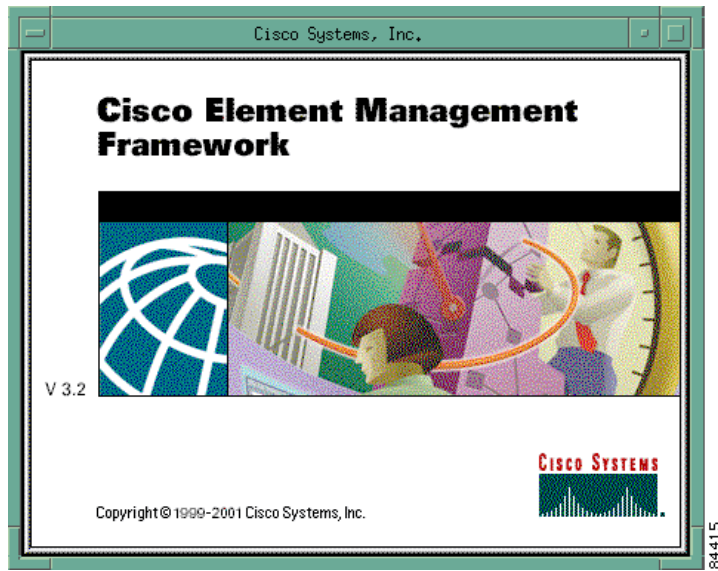 Cisco Systems, Inc.
Cisco Element Management
Framework
V 3.2
CISCO SYSTEMS
Copyright © 1999-2001 Cisco Systems, Inc.
84415